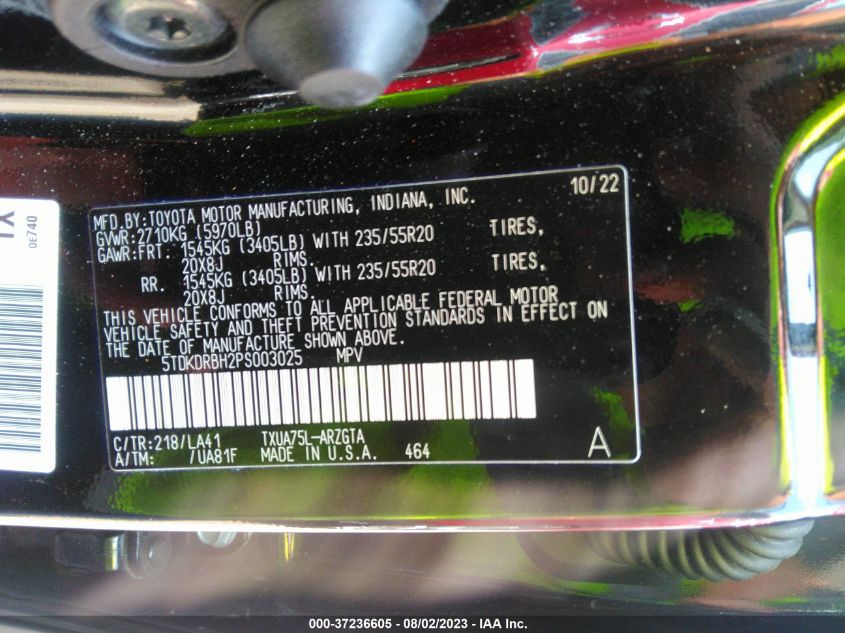 MFD.BY:TOYOTA MOTOR MANUFACTURING, INDIANA, INC. 10/22
GVWR:2710KG (5970LB)
GAWR:FRT. 1545KG (3405LB) WITH 235/55R20 TIRES,
20X8J RIMS.
RR. 1545KG (3405LB) WITH 235/55R20 TIRES,
20X8J RIMS.
THIS VEHICLE CONFORMS TO ALL APPLICABLE FEDERAL MOTOR
VEHICLE SAFETY AND THEFT PREVENTION STANDARDS IN EFFECT ON
THE DATE OF MANUFACTURE SHOWN ABOVE.
5TDKDRBH2PS003025 MPV
C/TR:218/LA41 TXUA75L-ARZGTA
A/TM: /UA81F MADE IN U.S.A. 464 A
0E740
000-37236605 - 08/02/2023 - IAA Inc.